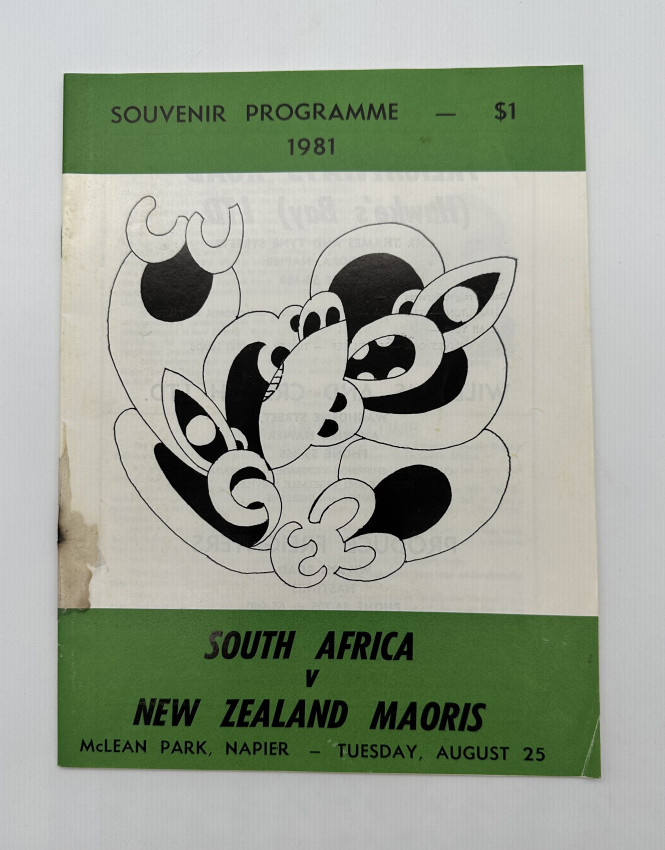 SOUVENIR PROGRAMME — $1
1981
SOUTH AFRICA
v
NEW ZEALAND MAORIS
McLEAN PARK, NAPIER – TUESDAY, AUGUST 25